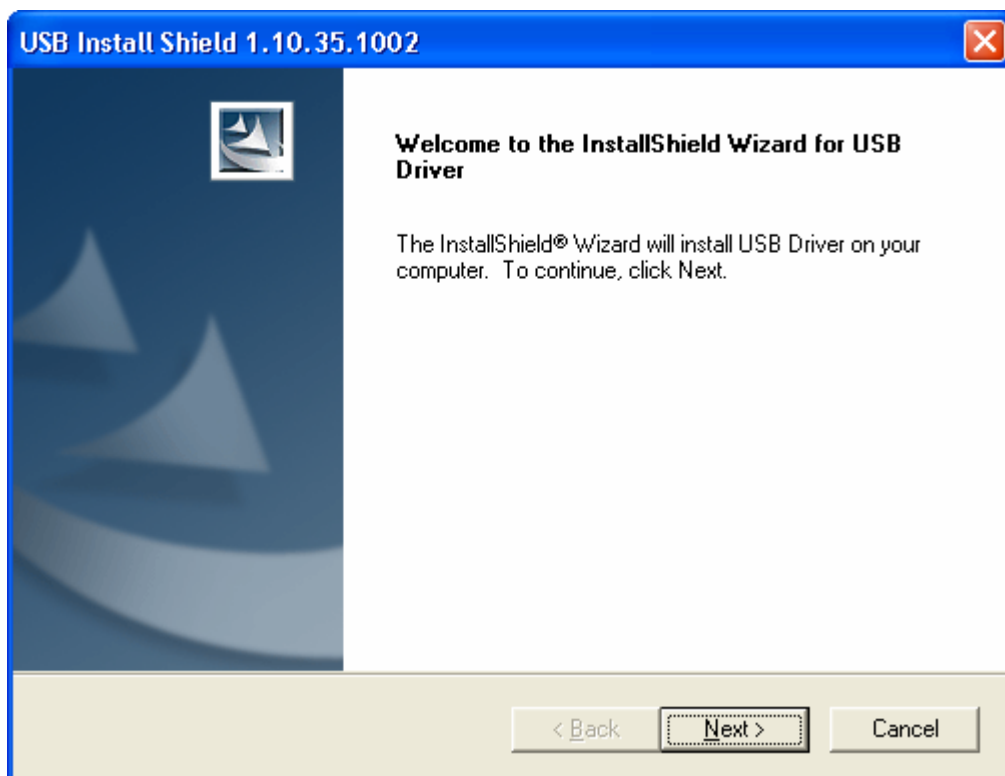 USB Install Shield 1.10.35.1002
Welcome to the InstallShield Wizard for USB
Driver
The InstallShield® Wizard will install USB Driver on your
computer.  To continue, click Next.
< Back
Next >
Cancel